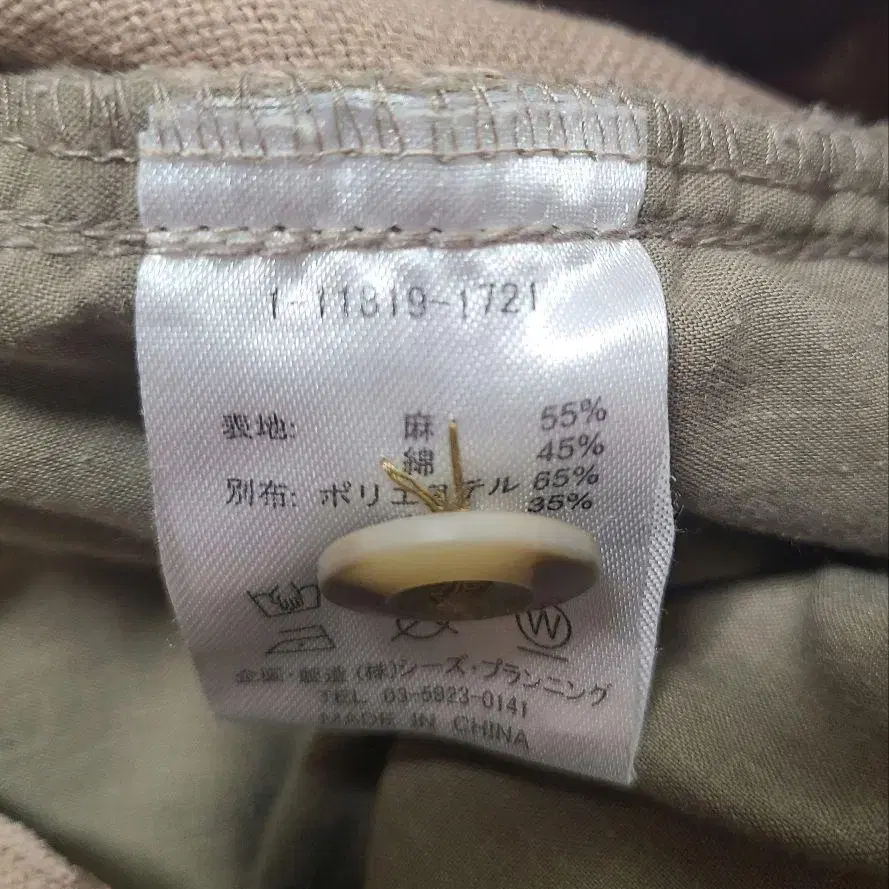 1-11819-1721
表地: 麻 55%
綿 45%
別布: ポリエステル 65%
35%
W
企画・製造 (株)シーズ・プランニング
TEL 03-5823-0141
MADE IN CHINA